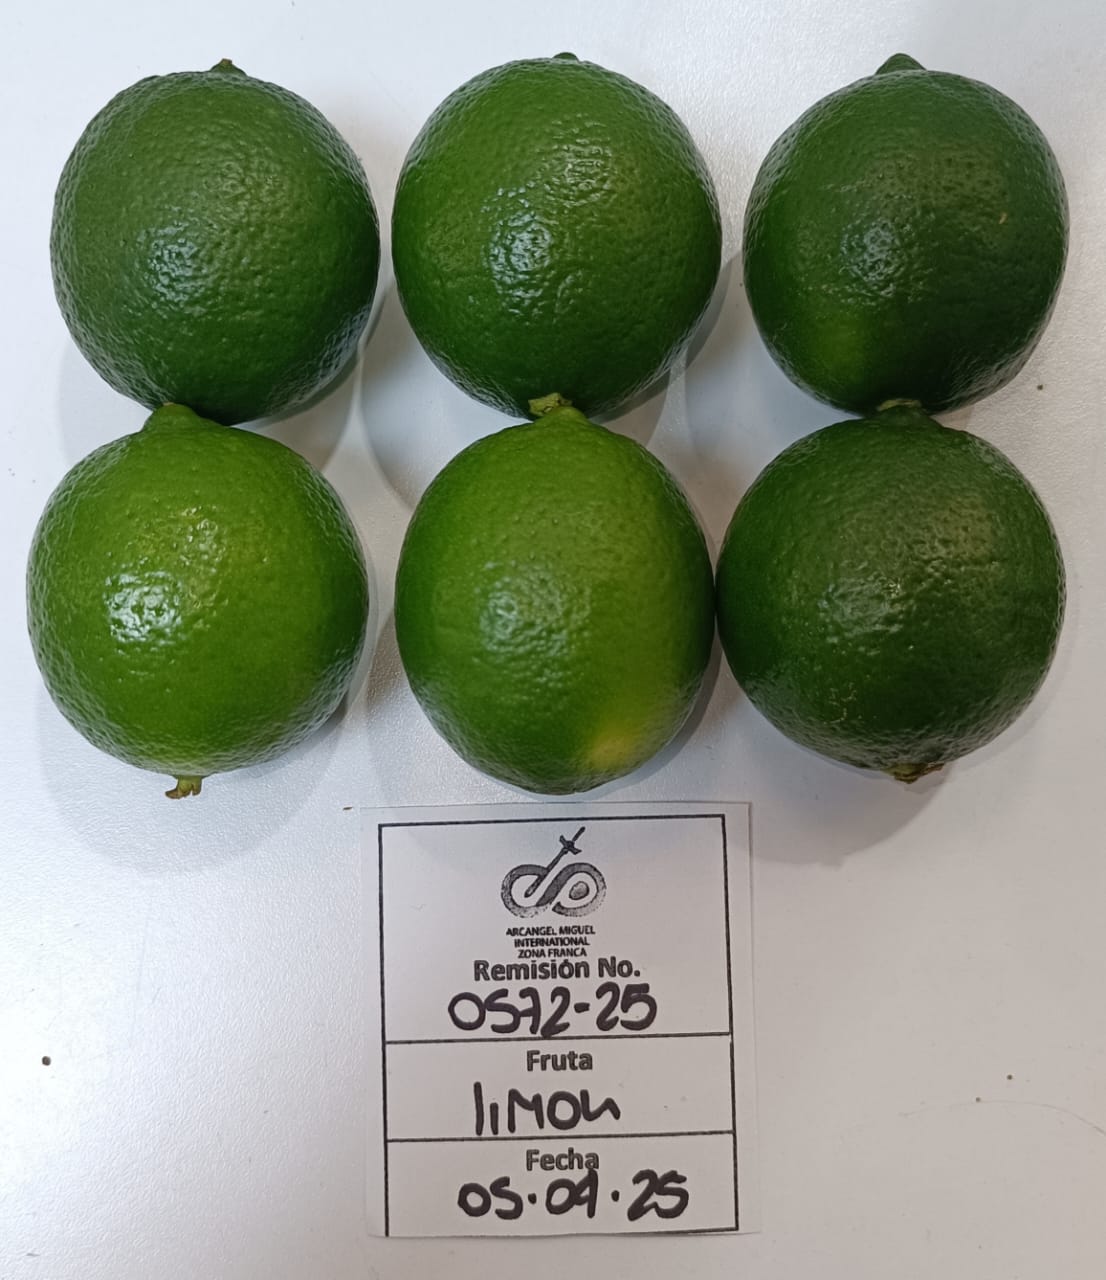 ARCANGEL MIGUEL
INTERNATIONAL
ZONA FRANCA
Remisión No.
0572-25
Fruta
limon
Fecha
05.09.25